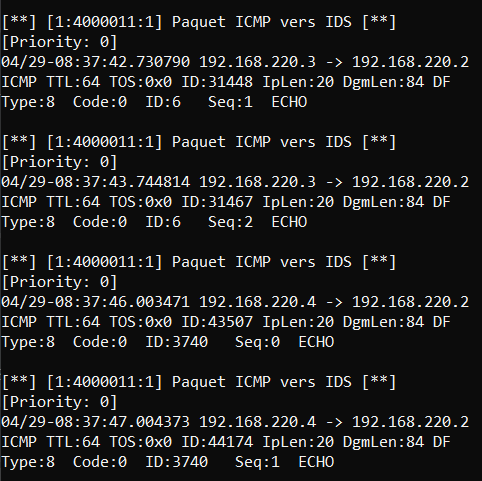 [**] [1:4000011:1] Paquet ICMP vers IDS [**]
[Priority: 0]
04/29-08:37:42.730790 192.168.220.3 -> 192.168.220.2
ICMP TTL:64 TOS:0x0 ID:31448 IpLen:20 DgmLen:84 DF
Type:8  Code:0  ID:6   Seq:1  ECHO

[**] [1:4000011:1] Paquet ICMP vers IDS [**]
[Priority: 0]
04/29-08:37:43.744814 192.168.220.3 -> 192.168.220.2
ICMP TTL:64 TOS:0x0 ID:31467 IpLen:20 DgmLen:84 DF
Type:8  Code:0  ID:6   Seq:2  ECHO

[**] [1:4000011:1] Paquet ICMP vers IDS [**]
[Priority: 0]
04/29-08:37:46.003471 192.168.220.4 -> 192.168.220.2
ICMP TTL:64 TOS:0x0 ID:43507 IpLen:20 DgmLen:84 DF
Type:8  Code:0  ID:3740   Seq:0  ECHO

[**] [1:4000011:1] Paquet ICMP vers IDS [**]
[Priority: 0]
04/29-08:37:47.004373 192.168.220.4 -> 192.168.220.2
ICMP TTL:64 TOS:0x0 ID:44174 IpLen:20 DgmLen:84 DF
Type:8  Code:0  ID:3740   Seq:1  ECHO